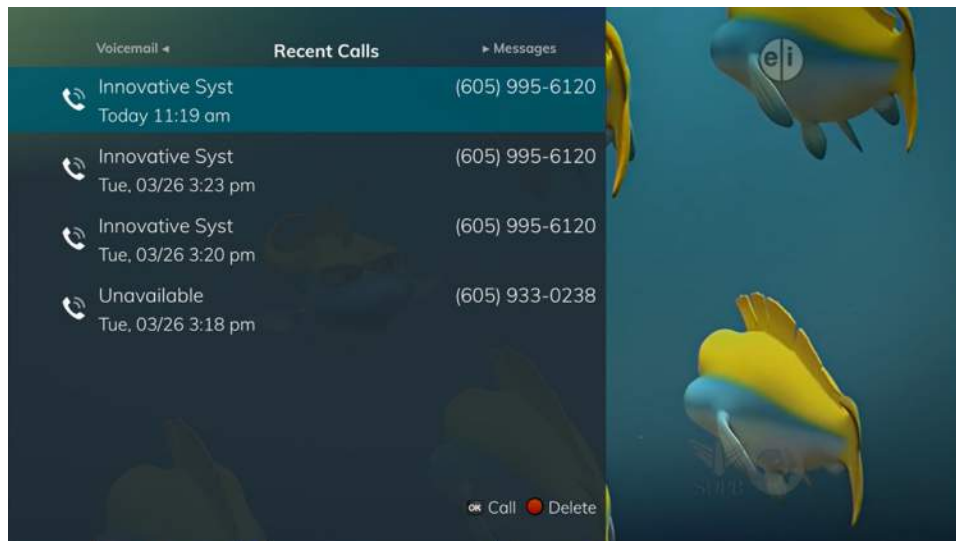 Voicemail ◂ Recent Calls ▸ Messages
Innovative Syst (605) 995-6120
Today 11:19 am
Innovative Syst (605) 995-6120
Tue, 03/26 3:23 pm
Innovative Syst (605) 995-6120
Tue, 03/26 3:20 pm
Unavailable (605) 933-0238
Tue, 03/26 3:18 pm
OK Call Delete
e i
SDPB